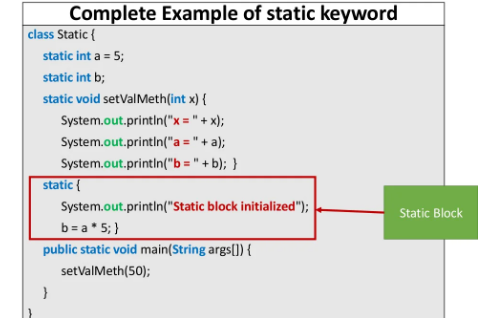 Complete Example of static keyword
class Static {
static int a = 5;
static int b;
static void setValMeth(int x) {
System.out.println("x = " + x);
System.out.println("a = " + a);
System.out.println("b = " + b);  }
static {
System.out.println("Static block initialized");
b = a * 5; }
Static Block
public static void main(String args[]) {
setValMeth(50);
}
}